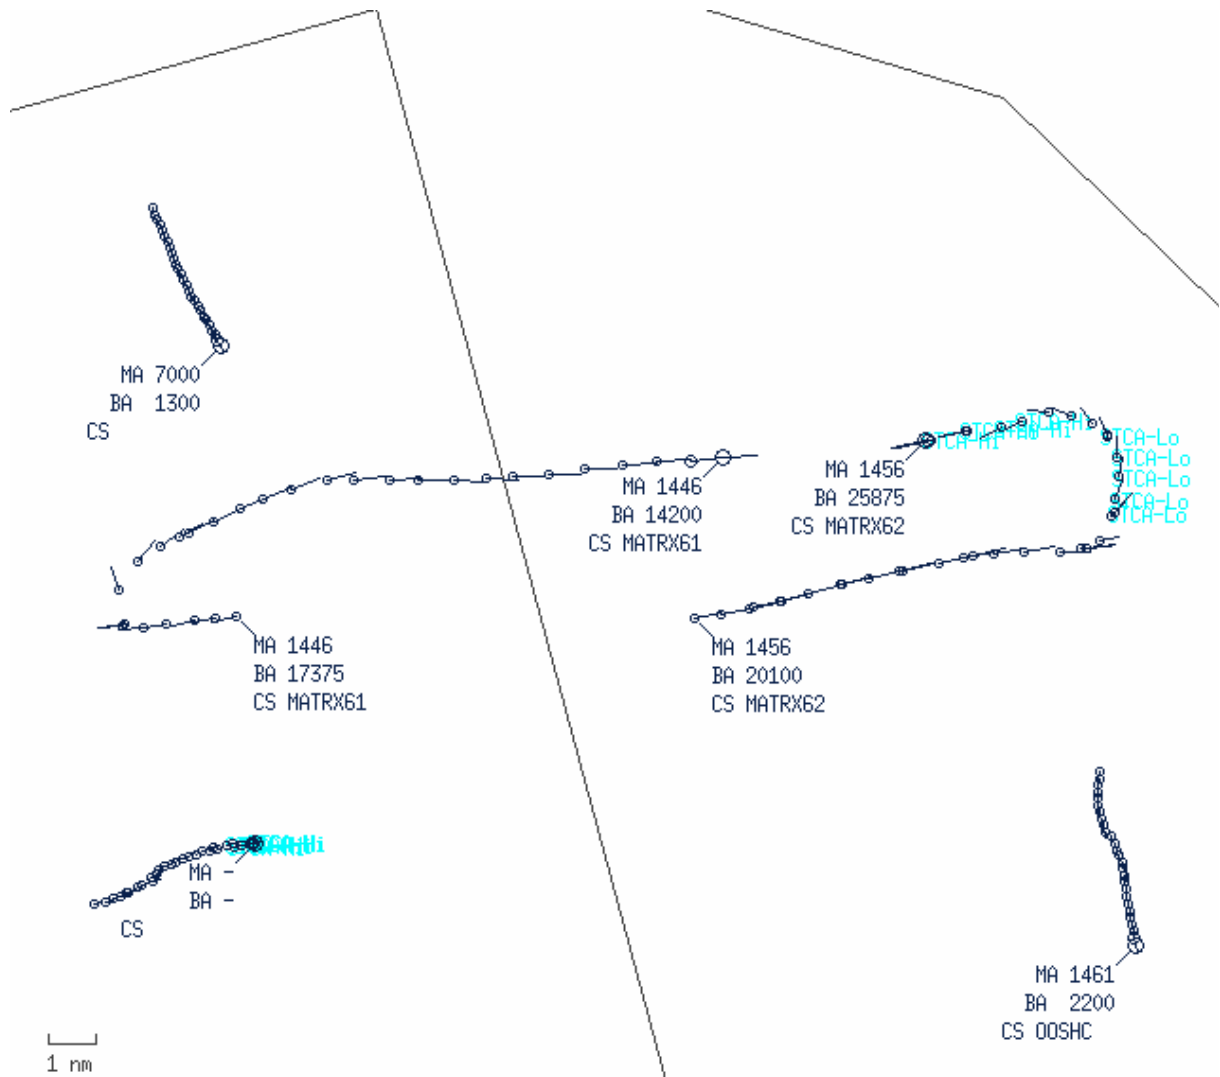 MA 7000
BA 1300
CS
MA 1446
BA 14200
CS MATRX61
STCA-Hi
MA 1456
BA 25875
CS MATRX62
STCA-Lo
STCA-Lo
STCA-Lo
STCA-Lo
STCA-Lo
MA 1446
BA 17375
CS MATRX61
MA 1456
BA 20100
CS MATRX62
MA -
BA -
CS
MA 1461
BA 2200
CS OOSHC
1 nm